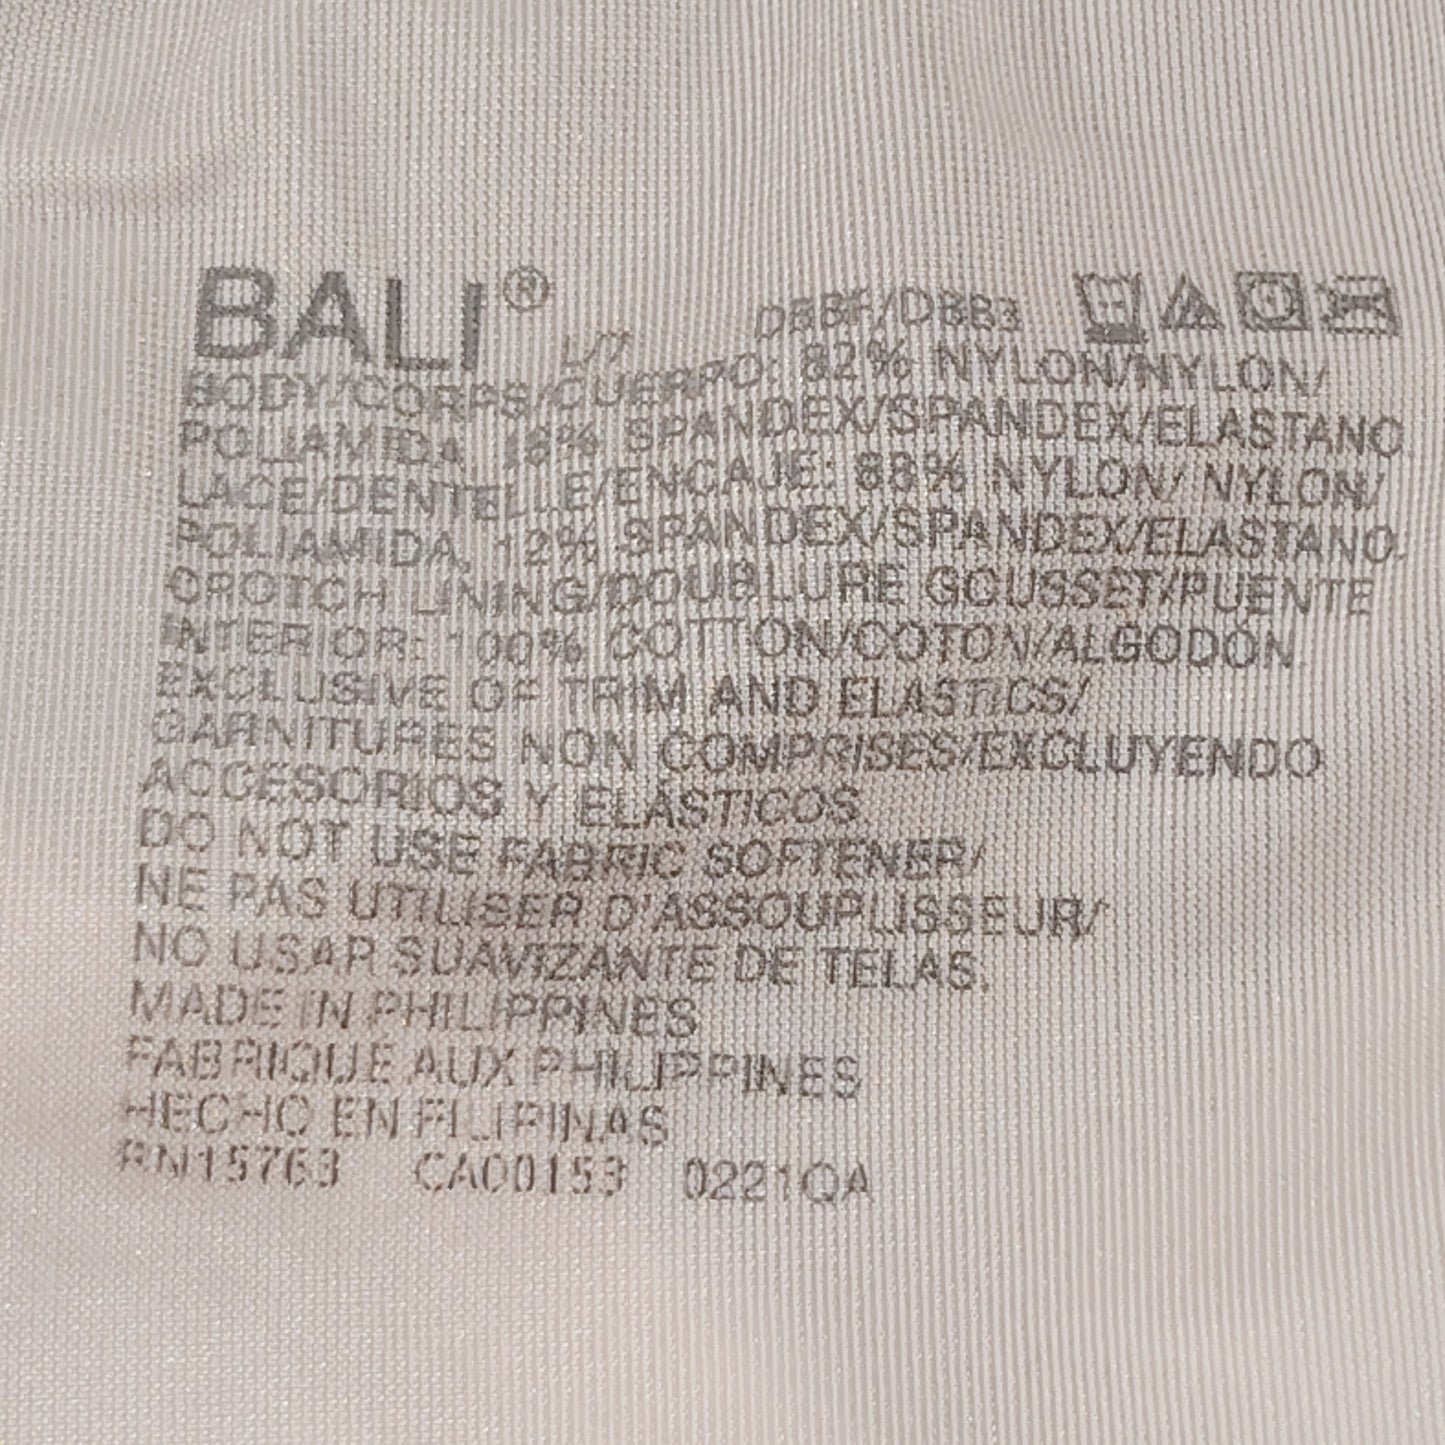 BALI® L/7 DBBF/DBB3
BODY/CORPS/CUERPO: 82% NYLON/NYLON/
POLIAMIDA, 18% SPANDEX/SPANDEX/ELASTANO
LACE/DENTELLE/ENCAJE: 88% NYLON/ NYLON/
POLIAMIDA, 12% SPANDEX/SPANDEX/ELASTANO.
CROTCH LINING/DOUBLURE GOUSSET/PUENTE
INTERIOR: 100% COTTON/COTON/ALGODÓN.
EXCLUSIVE OF TRIM AND ELASTICS/
GARNITURES NON COMPRISES/EXCLUYENDO
ACCESORIOS Y ELÁSTICOS
DO NOT USE FABRIC SOFTENER/
NE PAS UTILISER D'ASSOUPLISSEUR/
NO USAR SUAVIZANTE DE TELAS.
MADE IN PHILIPPINES
FABRIQUE AUX PHILIPPINES
HECHO EN FILIPINAS
RN15763 CA00153 0221QA